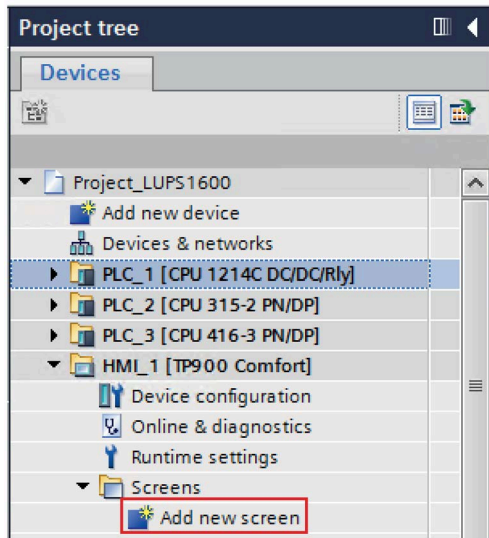 Project tree
Devices
Project_LUPS1600
Add new device
Devices & networks
PLC_1 [CPU 1214C DC/DC/Rly]
PLC_2 [CPU 315-2 PN/DP]
PLC_3 [CPU 416-3 PN/DP]
HMI_1 [TP900 Comfort]
Device configuration
Online & diagnostics
Runtime settings
Screens
Add new screen